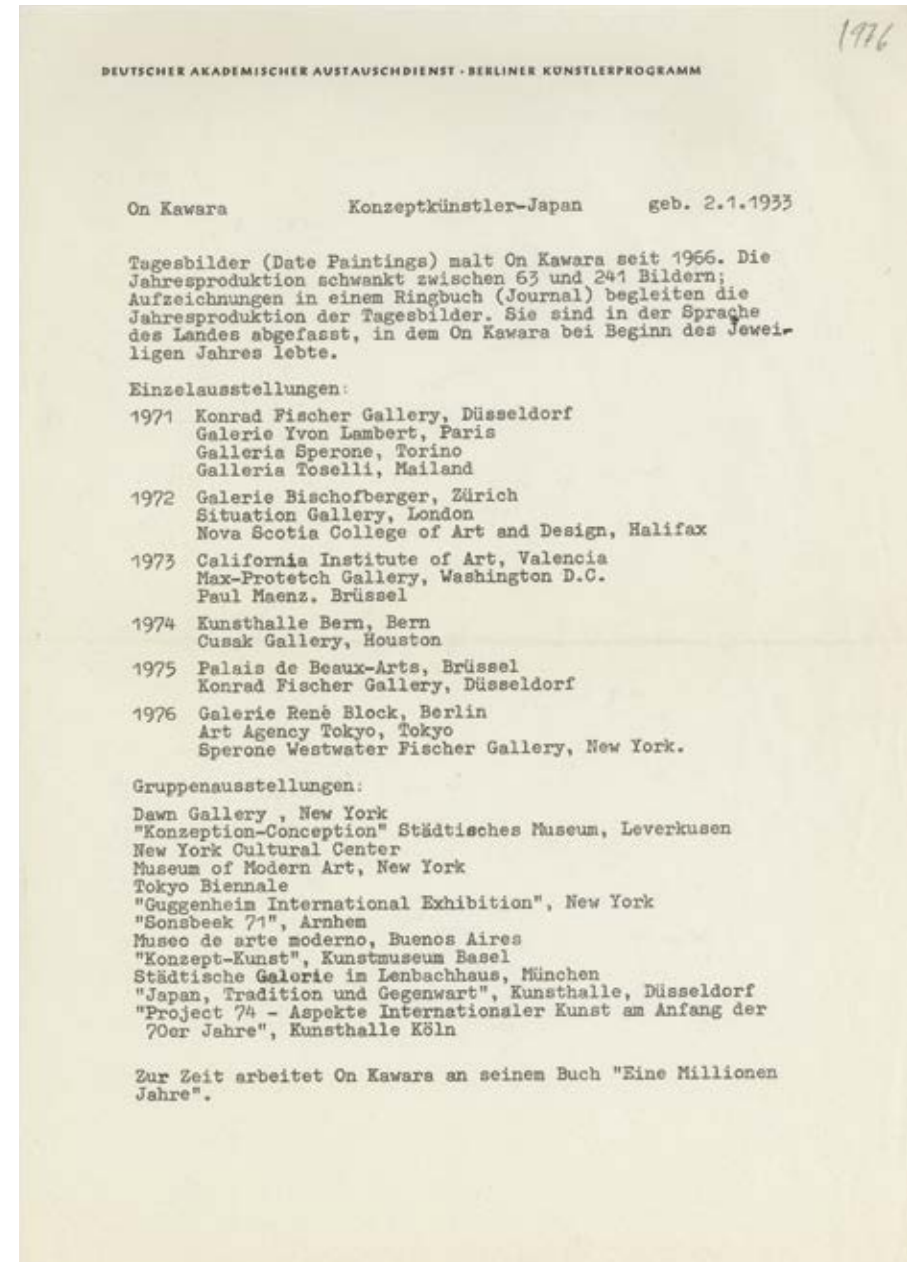 1976
DEUTSCHER AKADEMISCHER AUSTAUSCHDIENST · BERLINER KÜNSTLERPROGRAMM
On Kawara Konzeptkünstler-Japan geb. 2.1.1933
Tagesbilder (Date Paintings) malt On Kawara seit 1966. Die
Jahresproduktion schwankt zwischen 63 und 241 Bildern;
Aufzeichnungen in einem Ringbuch (Journal) begleiten die
Jahresproduktion der Tagesbilder. Sie sind in der Sprache
des Landes abgefasst, in dem On Kawara bei Beginn des Jewei-
ligen Jahres lebte.
Einzelausstellungen:
1971 Konrad Fischer Gallery, Düsseldorf
Galerie Yvon Lambert, Paris
Galleria Sperone, Torino
Galleria Toselli, Mailand
1972 Galerie Bischofberger, Zürich
Situation Gallery, London
Nova Scotia College of Art and Design, Halifax
1973 California Institute of Art, Valencia
Max-Protetch Gallery, Washington D.C.
Paul Maenz. Brüssel
1974 Kunsthalle Bern, Bern
Cusak Gallery, Houston
1975 Palais de Beaux-Arts, Brüssel
Konrad Fischer Gallery, Düsseldorf
1976 Galerie Renè Block, Berlin
Art Agency Tokyo, Tokyo
Sperone Westwater Fischer Gallery, New York.
Gruppenausstellungen:
Dawn Gallery , New York
"Konzeption-Conception" Städtisches Museum, Leverkusen
New York Cultural Center
Museum of Modern Art, New York
Tokyo Biennale
"Guggenheim International Exhibition", New York
"Sonsbeek 71", Arnhem
Museo de arte moderno, Buenos Aires
"Konzept-Kunst", Kunstmuseum Basel
Städtische Galerie im Lenbachhaus, München
"Japan, Tradition und Gegenwart", Kunsthalle, Düsseldorf
"Project 74 - Aspekte Internationaler Kunst am Anfang der
70er Jahre", Kunsthalle Köln
Zur Zeit arbeitet On Kawara an seinem Buch "Eine Millionen
Jahre".